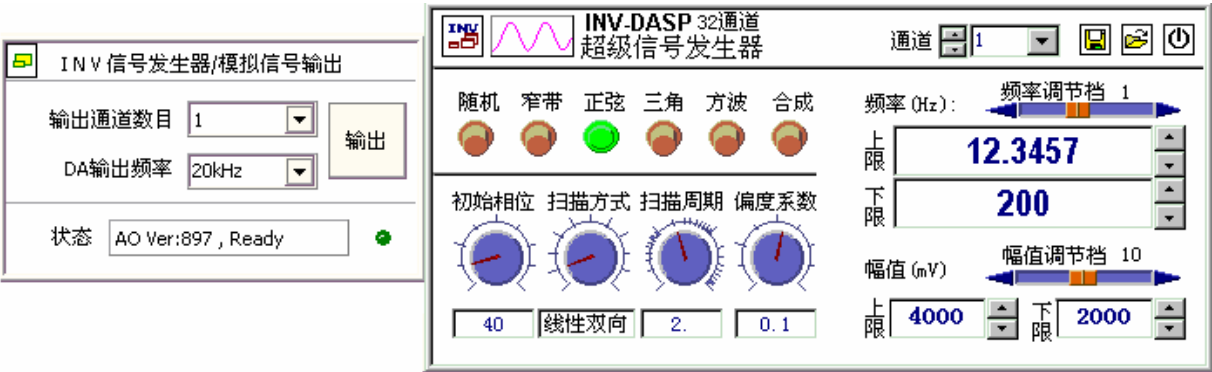 INV信号发生器/模拟信号输出
输出通道数目 1
输出
DA输出频率 20kHz
状态 AO Ver:897 , Ready
INV
INV-DASP 32通道
超级信号发生器
通道 1
随机 窄带 正弦 三角 方波 合成
初始相位 扫描方式 扫描周期 偏度系数
40 线性双向 2. 0.1
频率(Hz): 频率调节档 1
上限 12.3457
下限 200
幅值(mV) 幅值调节档 10
上限 4000 下限 2000